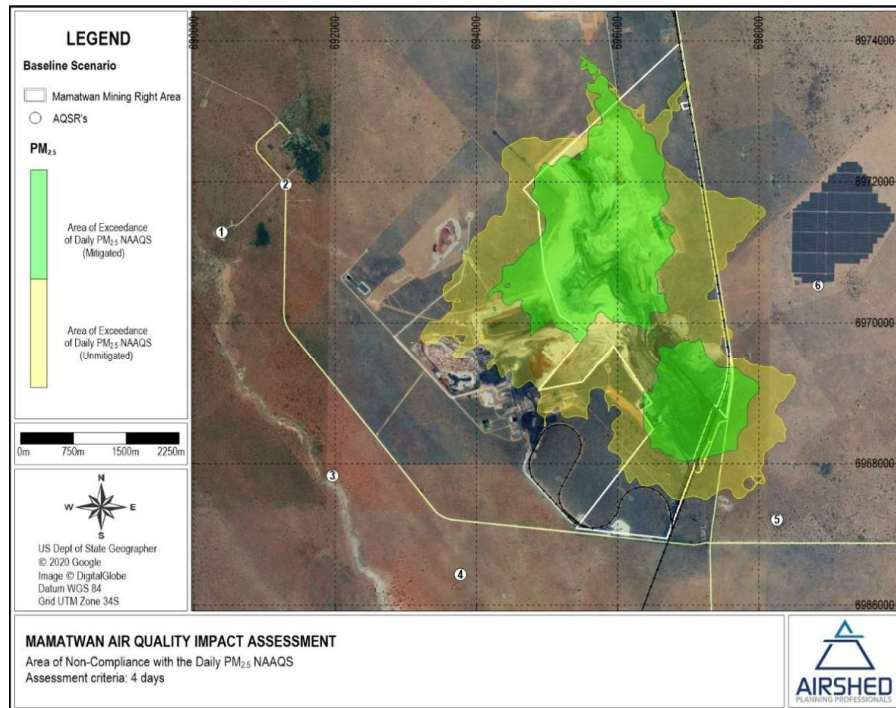 LEGEND
Baseline Scenario
Mamatwan Mining Right Area
AQSR's
PM2.5
Area of Exceedance
of Daily PM2.5 NAAQS
(Mitigated)
Area of Exceedance
of Daily PM2.5 NAAQS
(Unmitigated)
0m 750m 1500m 2250m
N
W E
S
US Dept of State Geographer
© 2020 Google
Image © DigitalGlobe
Datum WGS 84
Grid UTM Zone 34S
690000
692000
694000
696000
698000
6974000
6972000
6970000
6968000
6966000
1
2
3
4
5
6
MAMATWAN AIR QUALITY IMPACT ASSESSMENT
Area of Non-Compliance with the Daily PM2.5 NAAQS
Assessment criteria: 4 days
AIRSHED
PLANNING PROFESSIONALS